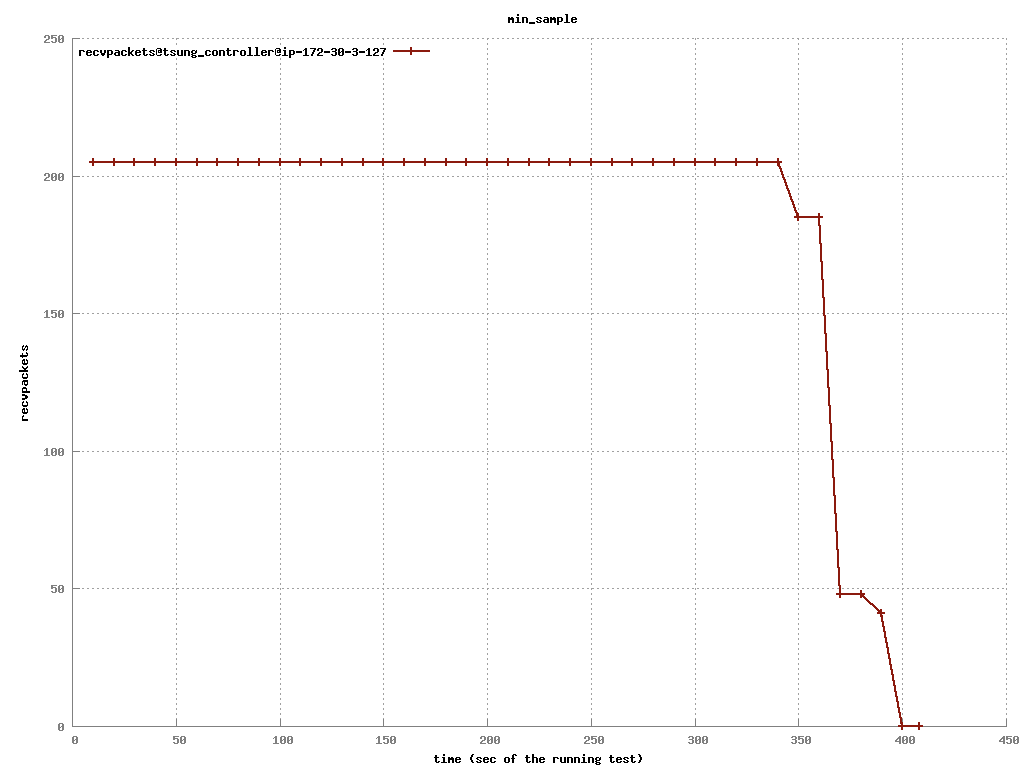 min_sample
recvpackets@tsung_controller@ip-172-30-3-127
250
200
150
100
50
0
recvpackets
0 50 100 150 200 250 300 350 400 450
time (sec of the running test)